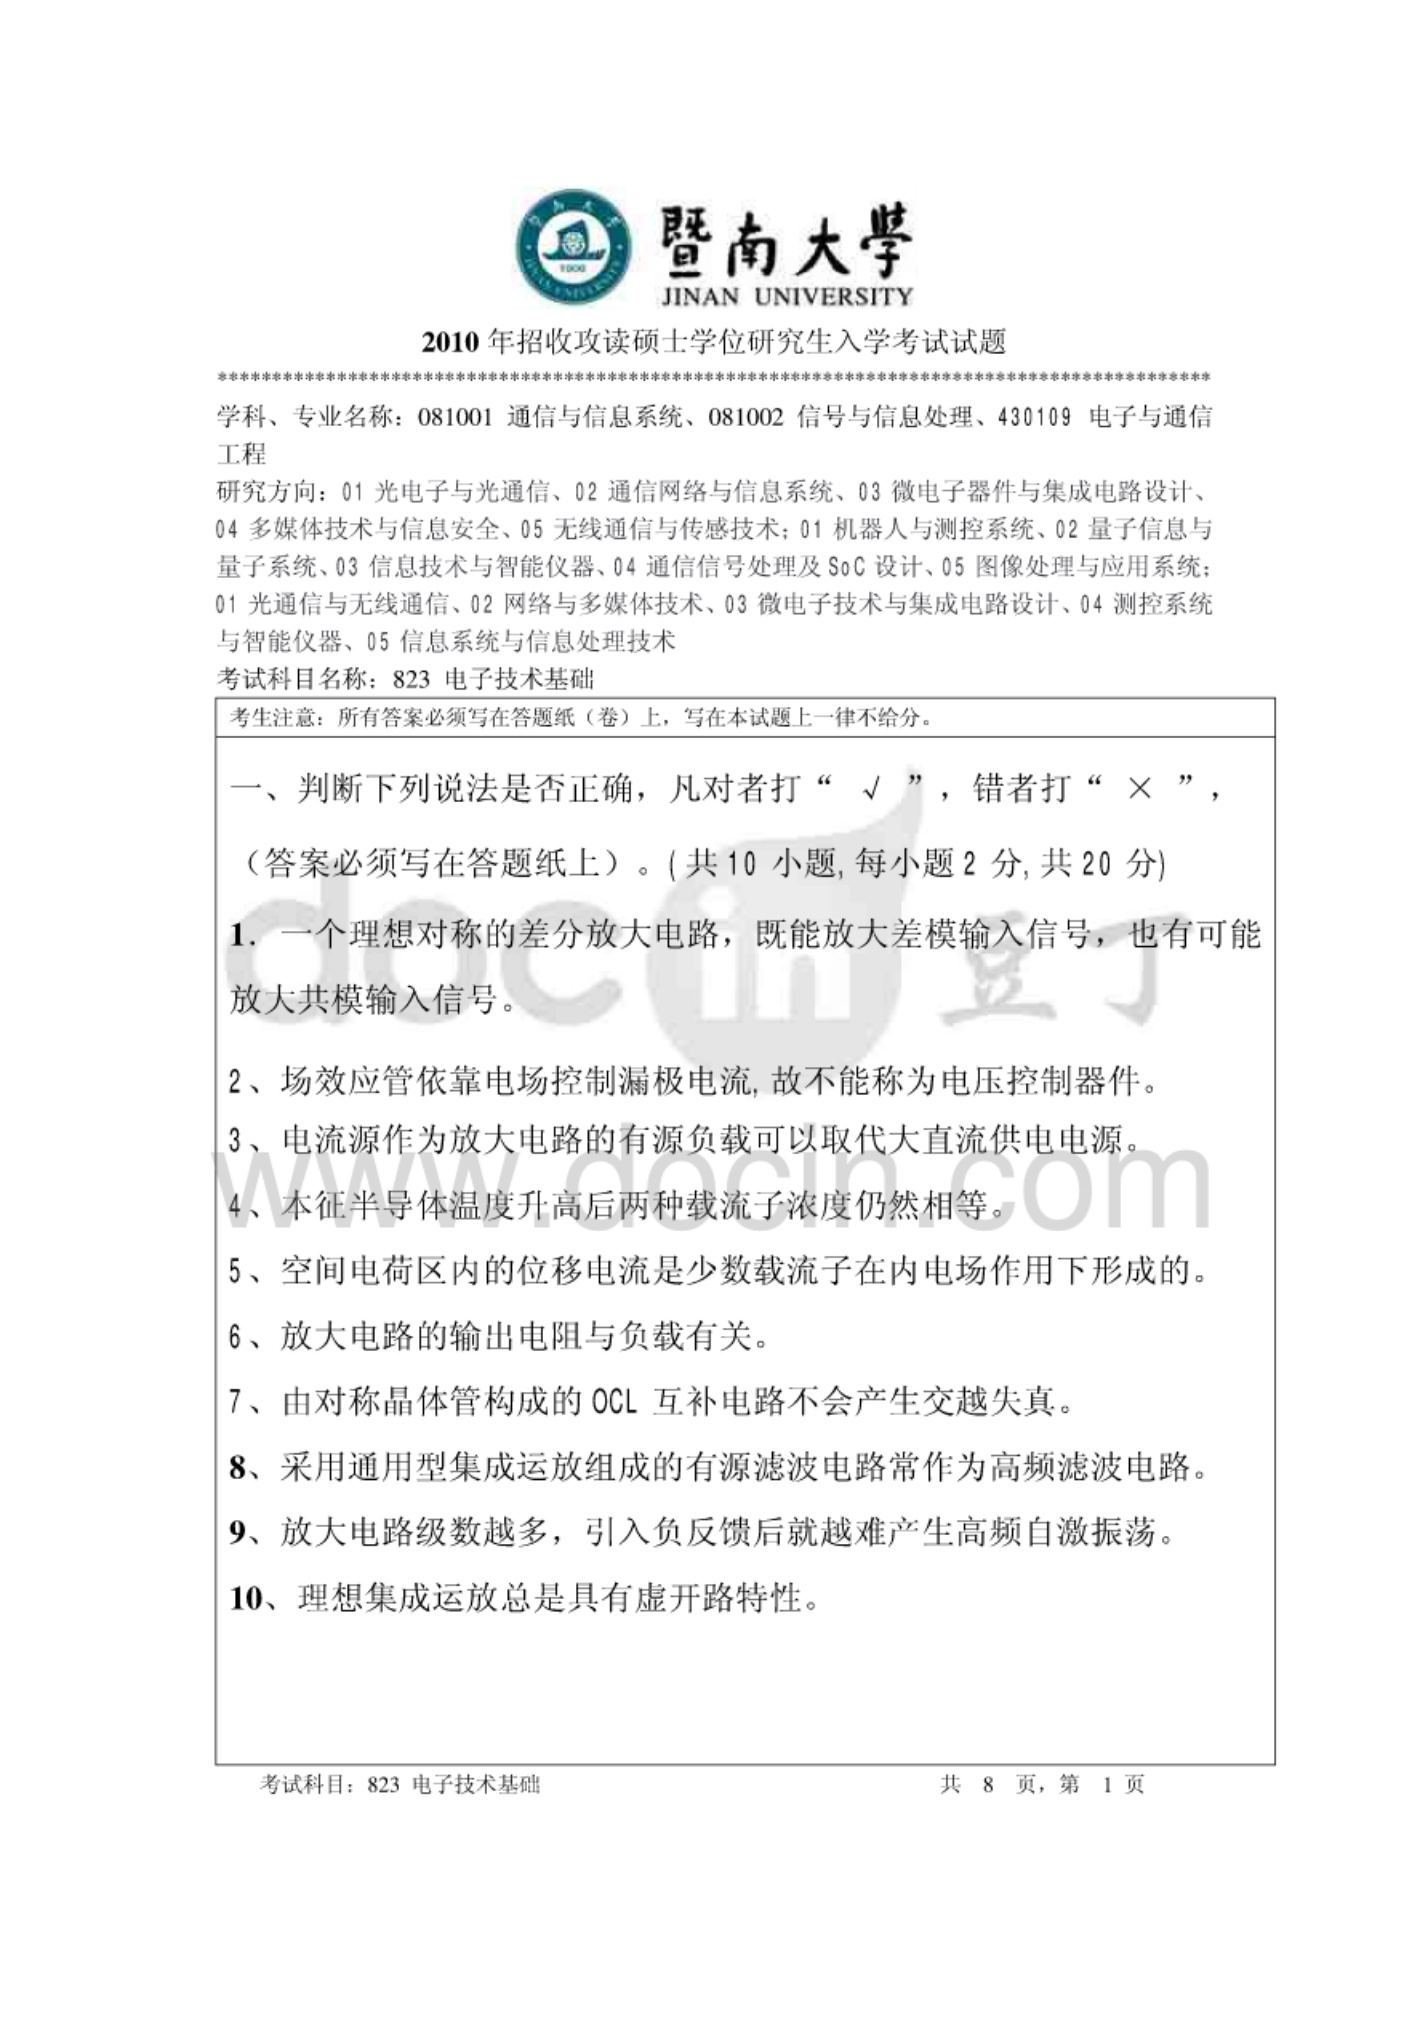 暨南大学
JINAN UNIVERSITY
2010 年招收攻读硕士学位研究生入学考试试题
********************************************************************************************
学科、专业名称：081001 通信与信息系统、081002 信号与信息处理、430109 电子与通信
工程
研究方向：01 光电子与光通信、02 通信网络与信息系统、03 微电子器件与集成电路设计、
04 多媒体技术与信息安全、05 无线通信与传感技术；01 机器人与测控系统、02 量子信息与
量子系统、03 信息技术与智能仪器、04 通信信号处理及 SoC 设计、05 图像处理与应用系统；
01 光通信与无线通信、02 网络与多媒体技术、03 微电子技术与集成电路设计、04 测控系统
与智能仪器、05 信息系统与信息处理技术
考试科目名称：823 电子技术基础
考生注意：所有答案必须写在答题纸（卷）上，写在本试题上一律不给分。
一、判断下列说法是否正确，凡对者打“ √ ”，错者打“ × ”，
（答案必须写在答题纸上）。(共 10 小题, 每小题 2 分, 共 20 分)
1．一个理想对称的差分放大电路，既能放大差模输入信号，也有可能
放大共模输入信号。
2、场效应管依靠电场控制漏极电流, 故不能称为电压控制器件。
3、电流源作为放大电路的有源负载可以取代大直流供电电源。
4、本征半导体温度升高后两种载流子浓度仍然相等。
5、空间电荷区内的位移电流是少数载流子在内电场作用下形成的。
6、放大电路的输出电阻与负载有关。
7、由对称晶体管构成的 OCL 互补电路不会产生交越失真。
8、采用通用型集成运放组成的有源滤波电路常作为高频滤波电路。
9、放大电路级数越多，引入负反馈后就越难产生高频自激振荡。
10、理想集成运放总是具有虚开路特性。
docin 豆丁
www.docin.com
考试科目：823 电子技术基础 共 8 页，第 1 页